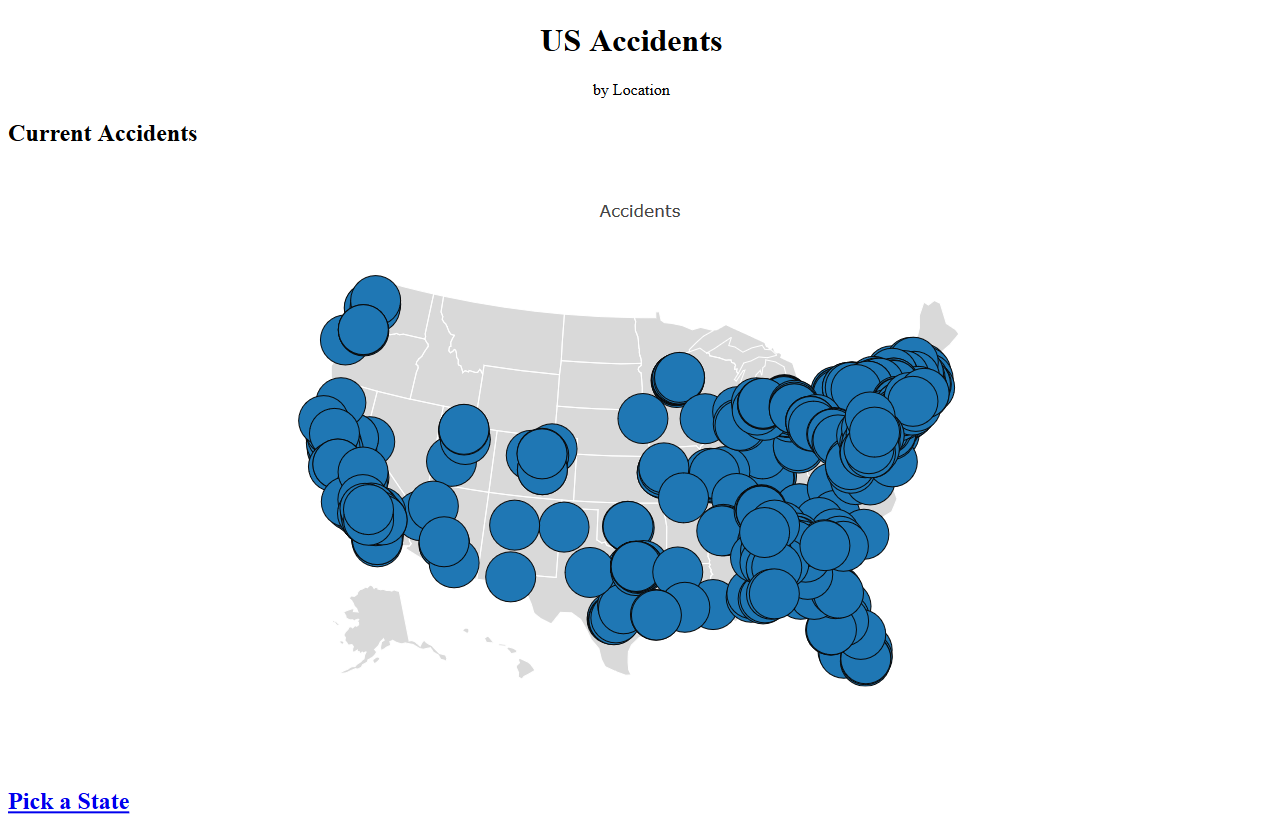 US Accidents
by Location
Current Accidents
Accidents
Pick a State